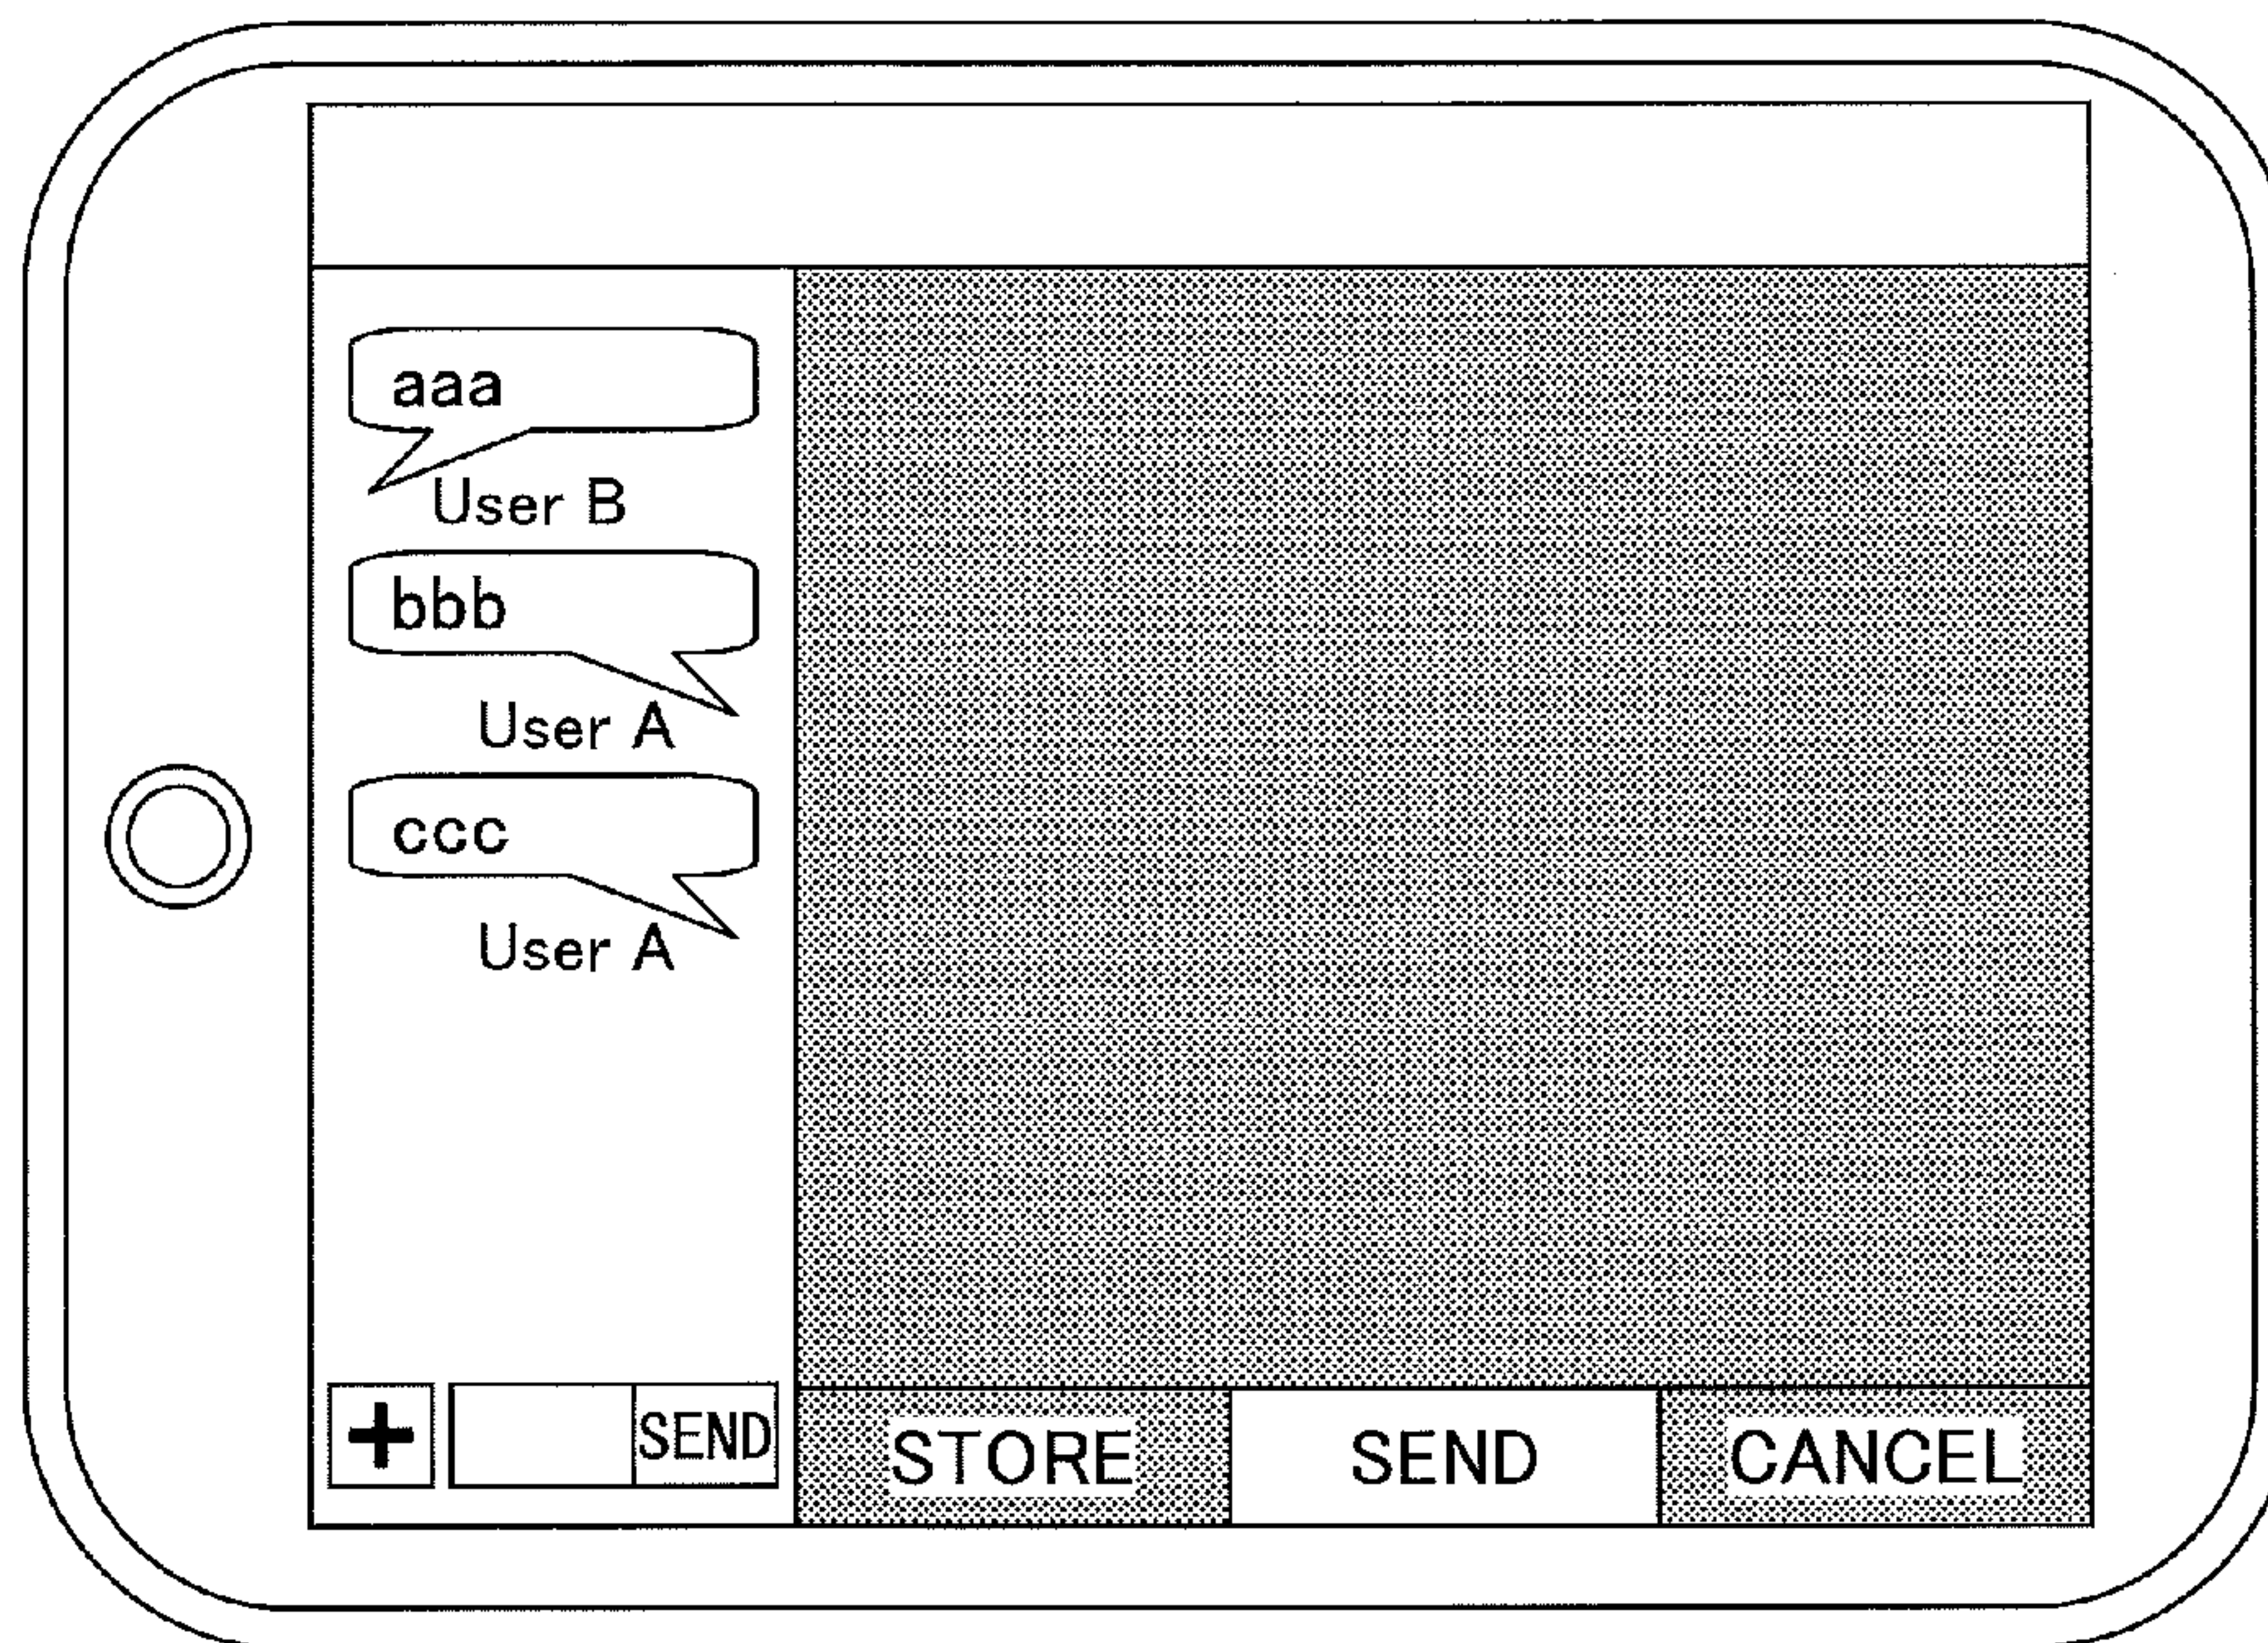 aaa
User B
bbb
User A
ccc
User A
+ SEND
STORE SEND CANCEL